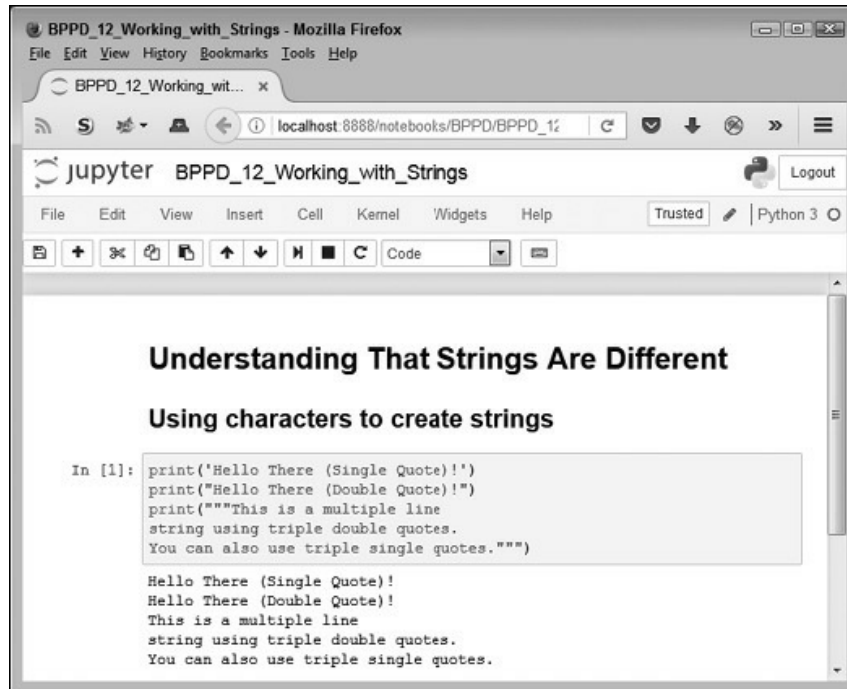 BPPD_12_Working_with_Strings - Mozilla Firefox
File Edit View History Bookmarks Tools Help
BPPD_12_Working_wit... ×
localhost:8888/notebooks/BPPD/BPPD_12
jupyter BPPD_12_Working_with_Strings
Logout
File Edit View Insert Cell Kernel Widgets Help
Trusted
Python 3
Code
Understanding That Strings Are Different
Using characters to create strings
In [1]: print('Hello There (Single Quote)!')
print("Hello There (Double Quote)!")
print("""This is a multiple line
string using triple double quotes.
You can also use triple single quotes.""")
Hello There (Single Quote)!
Hello There (Double Quote)!
This is a multiple line
string using triple double quotes.
You can also use triple single quotes.